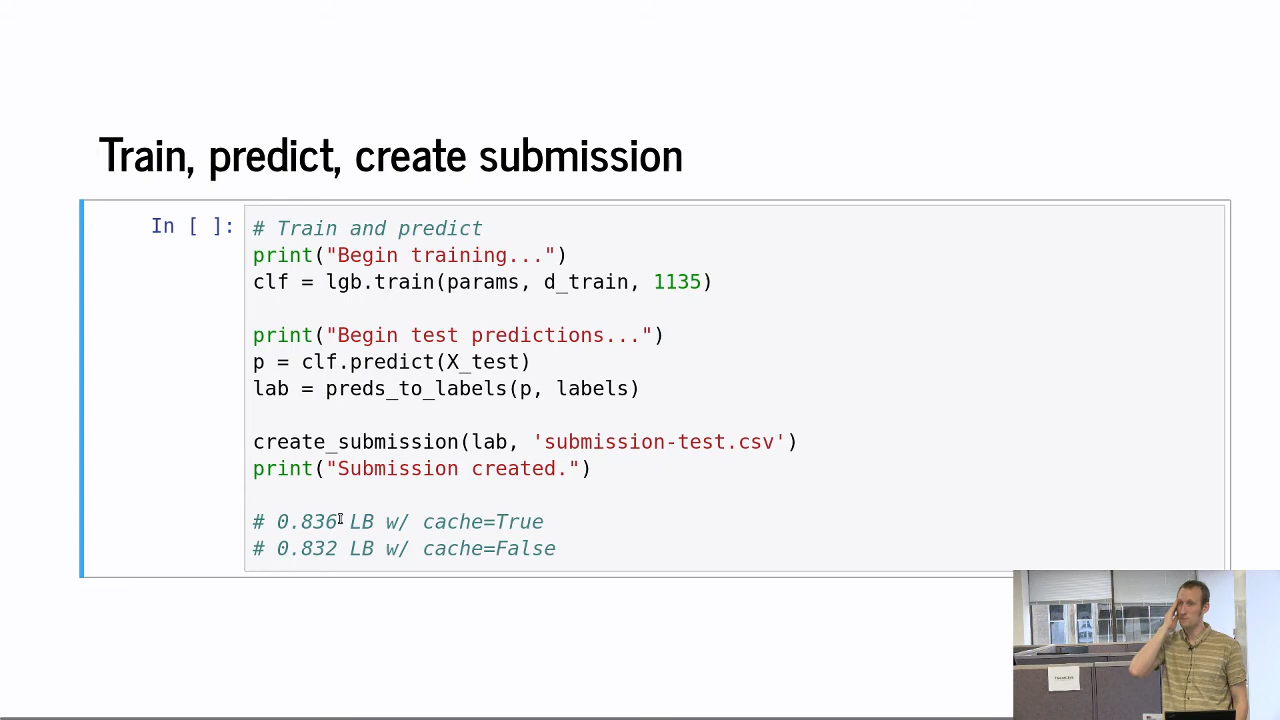 Train, predict, create submission
In [ ]:
# Train and predict
print("Begin training...")
clf = lgb.train(params, d_train, 1135)
print("Begin test predictions...")
p = clf.predict(X_test)
lab = preds_to_labels(p, labels)
create_submission(lab, 'submission-test.csv')
print("Submission created.")
# 0.836 LB w/ cache=True
# 0.832 LB w/ cache=False